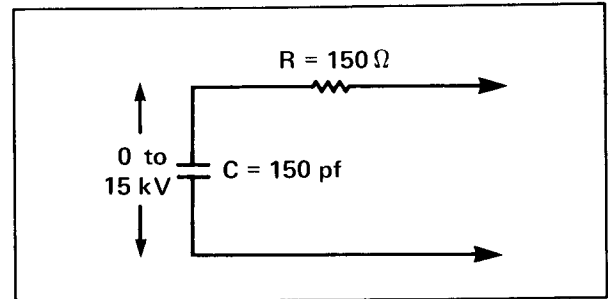 R = 150 Ω
0 to
15 kV
C = 150 pf